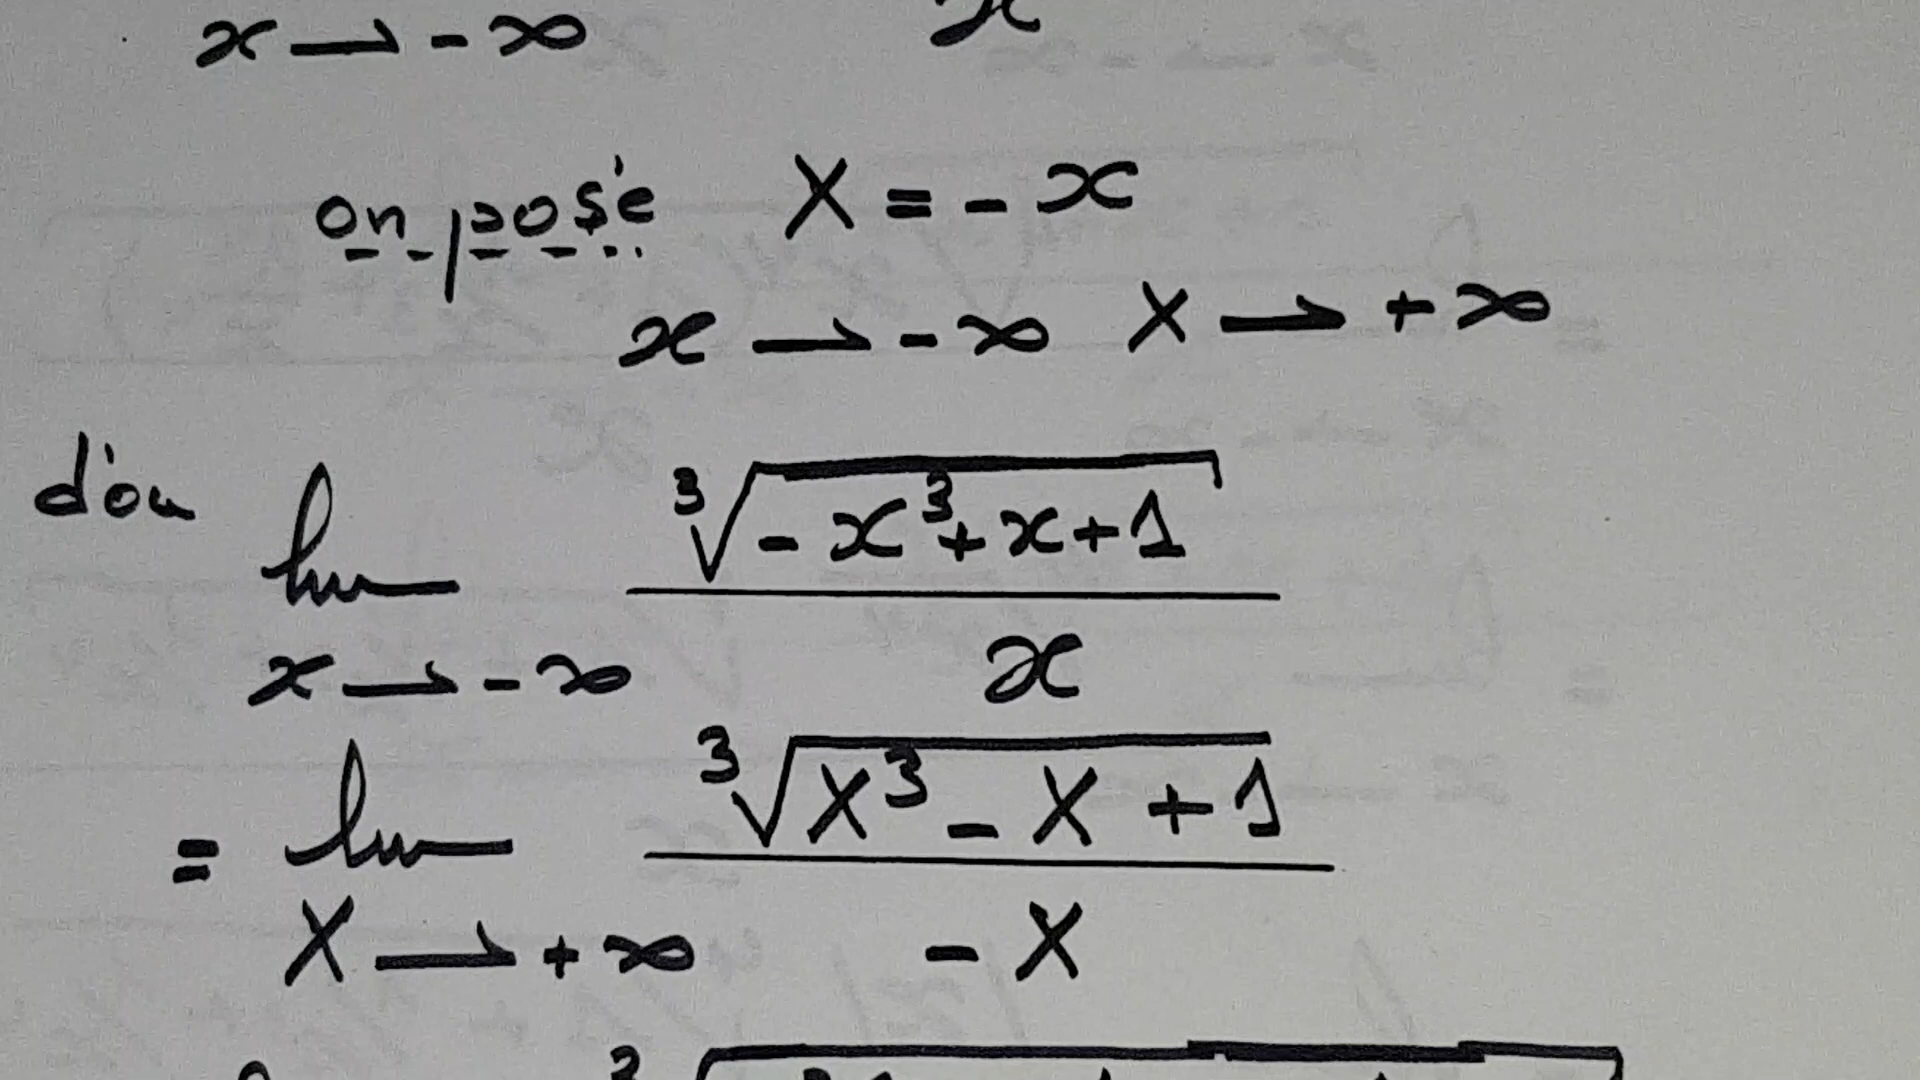 x → -∞ x
on pose X = -x
x → -∞ X → +∞
d'où lim ∛(-x³+x+1) / x
x → -∞
= lim ∛(X³ - X + 1) / -X
X → +∞